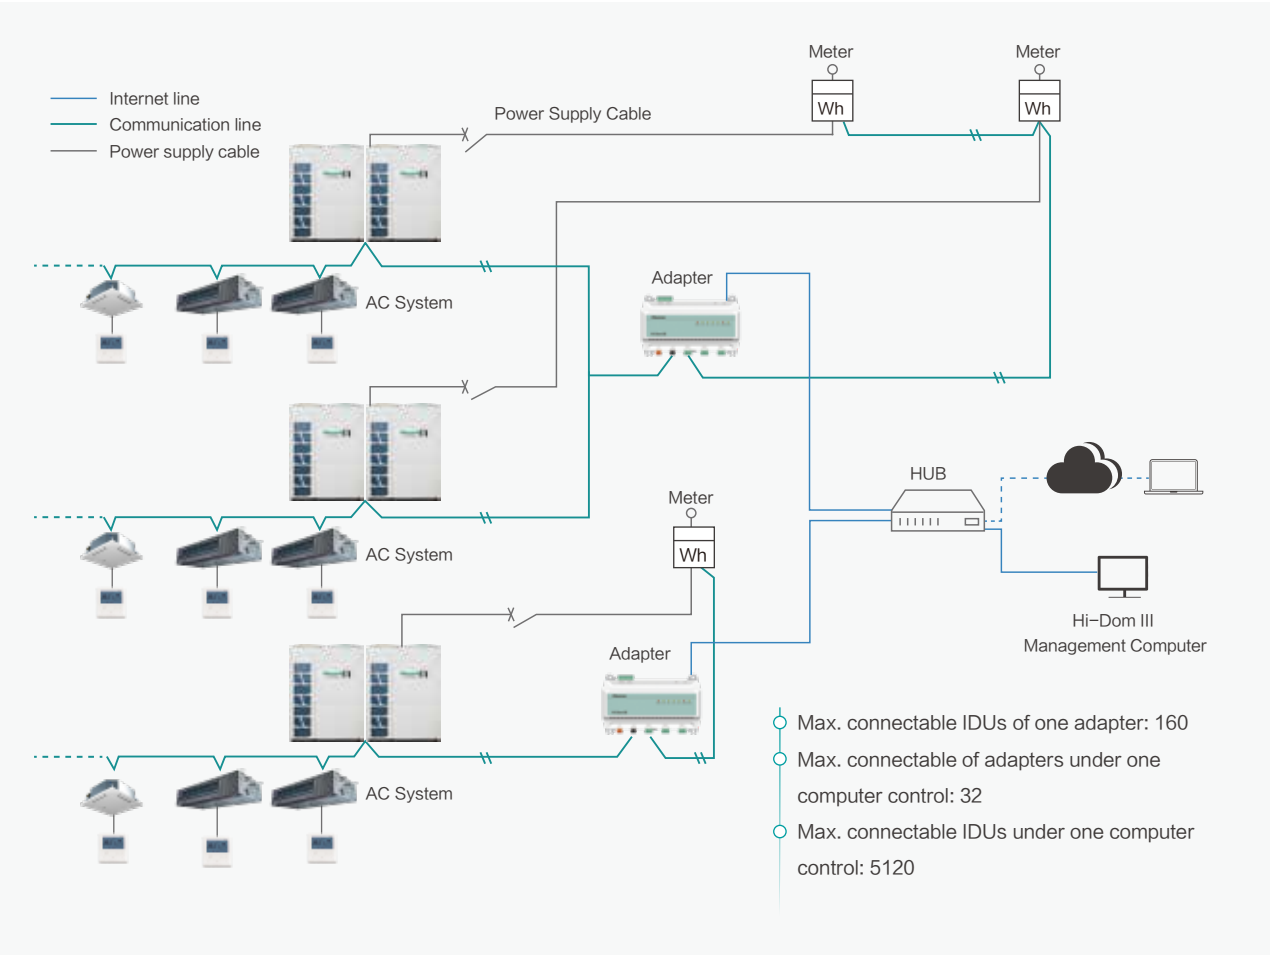 Meter
Meter
Internet line
Communication line
Power supply cable
Power Supply Cable
Wh
Wh
AC System
Adapter
HUB
Meter
Wh
AC System
Hi-Dom III
Management Computer
Adapter
AC System
Max. connectable IDUs of one adapter: 160
Max. connectable of adapters under one
computer control: 32
Max. connectable IDUs under one computer
control: 5120